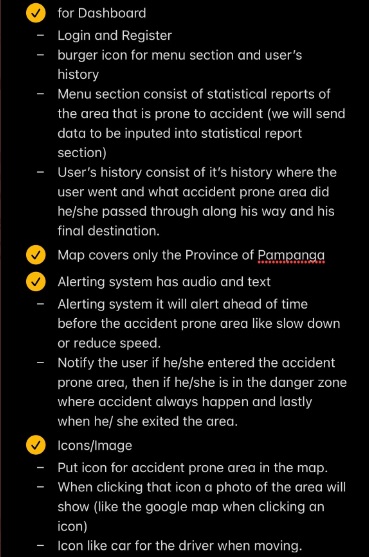 for Dashboard
– Login and Register
– burger icon for menu section and user's
history
– Menu section consist of statistical reports of
the area that is prone to accident (we will send
data to be inputed into statistical report
section)
– User's history consist of it's history where the
user went and what accident prone area did
he/she passed through along his way and his
final destination.
Map covers only the Province of Pampanga
Alerting system has audio and text
– Alerting system it will alert ahead of time
before the accident prone area like slow down
or reduce speed.
– Notify the user if he/she entered the accident
prone area, then if he/she is in the danger zone
where accident always happen and lastly
when he/ she exited the area.
Icons/Image
– Put icon for accident prone area in the map.
– When clicking that icon a photo of the area will
show (like the google map when clicking an
icon)
– Icon like car for the driver when moving.